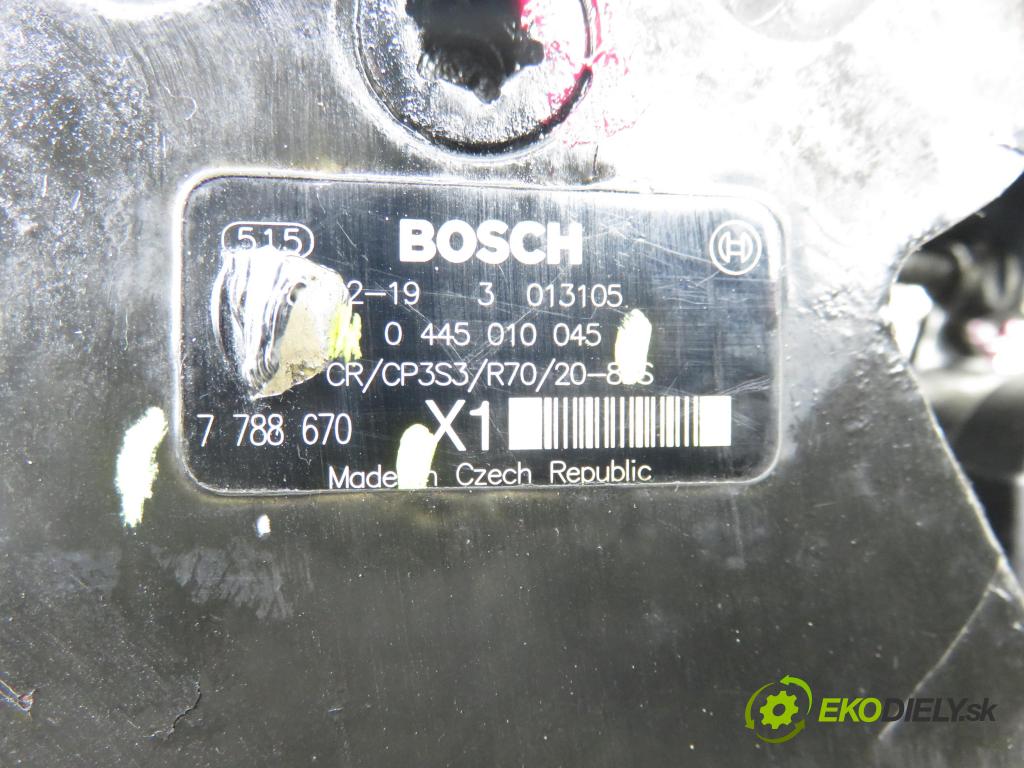 515 BOSCH
2-19 3 013105
0 445 010 045
CR/CP3S3/R70/20-
7 788 670 X1
Made in Czech Republic
EKODIELY.sk